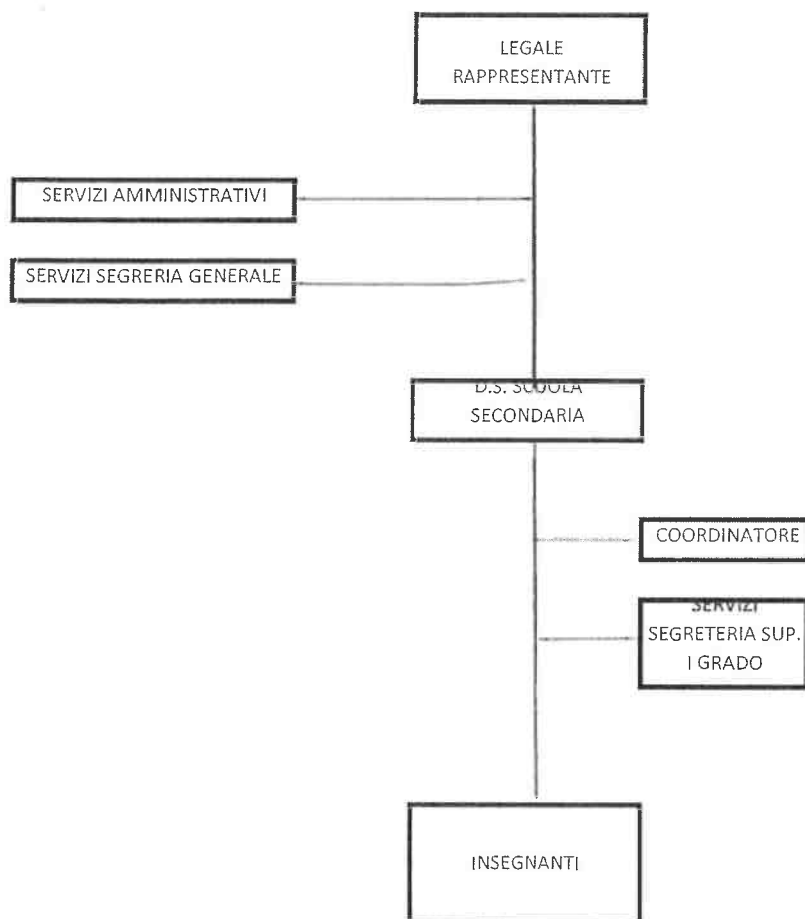 LEGALE
RAPPRESENTANTE
SERVIZI AMMINISTRATIVI
SERVIZI SEGRERIA GENERALE
D.S. SCUOLA
SECONDARIA
COORDINATORE
SERVIZI
SEGRETERIA SUP.
I GRADO
INSEGNANTI